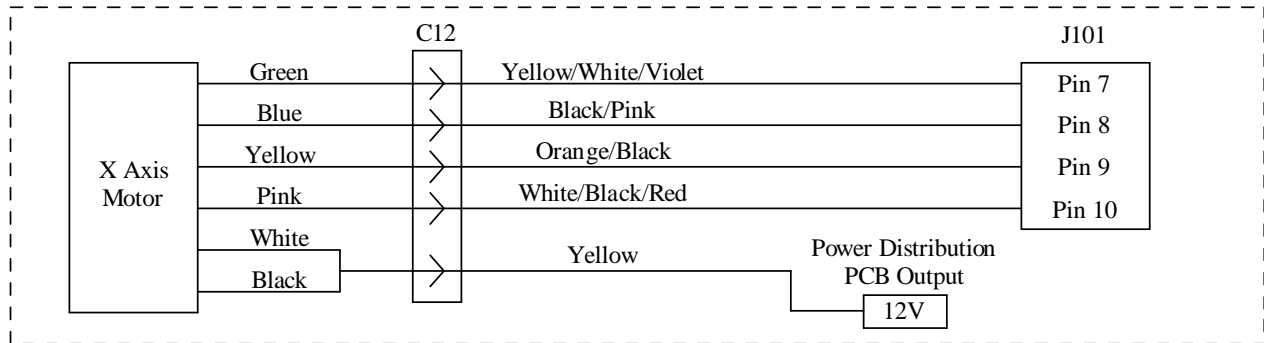 C12
J101
Green
Yellow/White/Violet
Pin 7
Blue
Black/Pink
Pin 8
Yellow
Orange/Black
Pin 9
X Axis
Motor
Pink
White/Black/Red
Pin 10
White
Black
Yellow
Power Distribution
PCB Output
12V